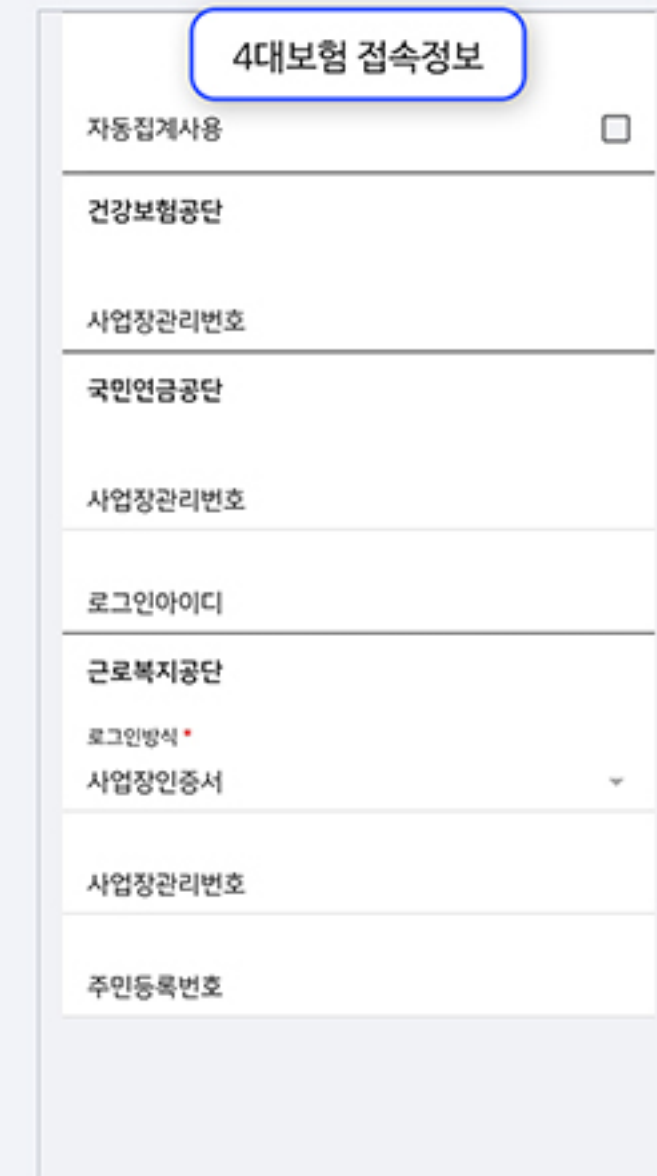 4대보험 접속정보
자동집계사용
건강보험공단
사업장관리번호
국민연금공단
사업장관리번호
로그인아이디
근로복지공단
로그인방식 *
사업장인증서
사업장관리번호
주민등록번호